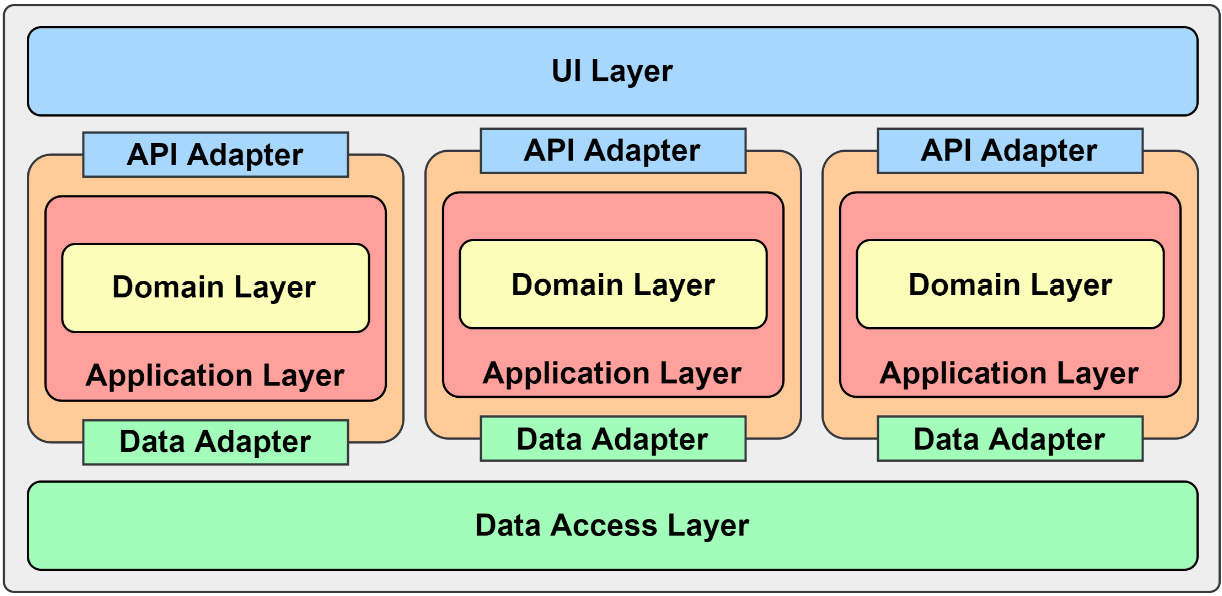 UI Layer
API Adapter
API Adapter
API Adapter
Domain Layer
Domain Layer
Domain Layer
Application Layer
Application Layer
Application Layer
Data Adapter
Data Adapter
Data Adapter
Data Access Layer